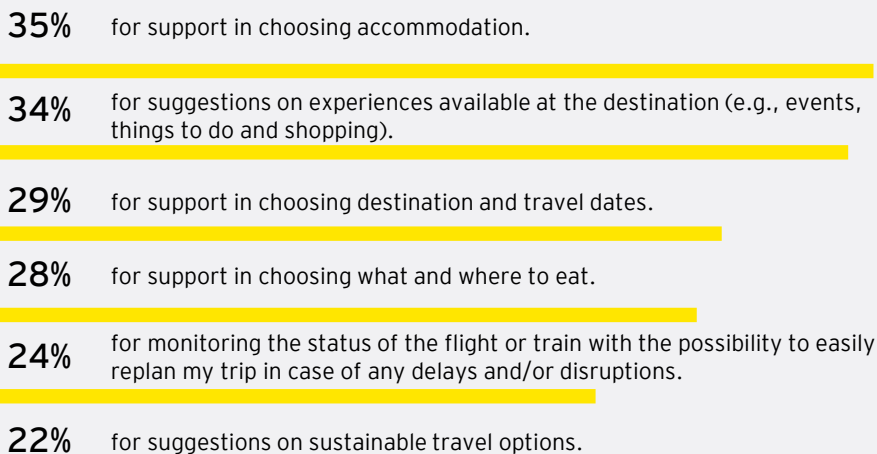 35% for support in choosing accommodation.
34% for suggestions on experiences available at the destination (e.g., events,
things to do and shopping).
29% for support in choosing destination and travel dates.
28% for support in choosing what and where to eat.
24% for monitoring the status of the flight or train with the possibility to easily
replan my trip in case of any delays and/or disruptions.
22% for suggestions on sustainable travel options.